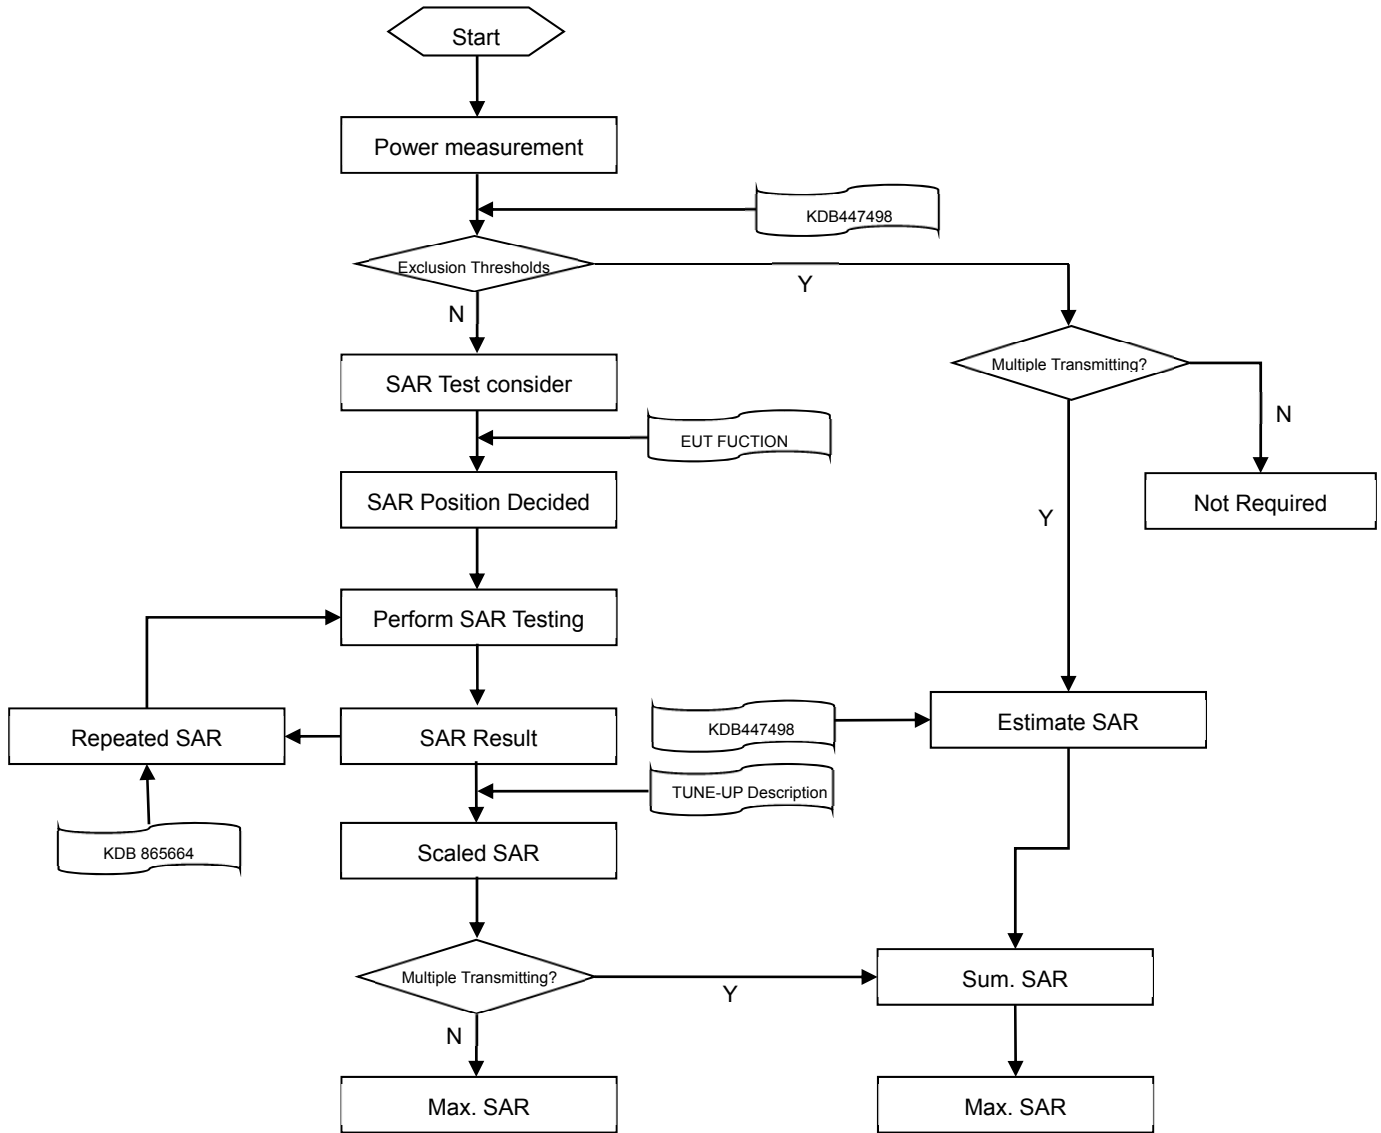 Start
Power measurement
KDB447498
Exclusion Thresholds
Y
N
Multiple Transmitting?
SAR Test consider
N
EUT FUCTION
SAR Position Decided
Not Required
Y
Perform SAR Testing
Repeated SAR
SAR Result
KDB447498
Estimate SAR
TUNE-UP Description
KDB 865664
Scaled SAR
Multiple Transmitting?
Y
Sum. SAR
N
Max. SAR
Max. SAR